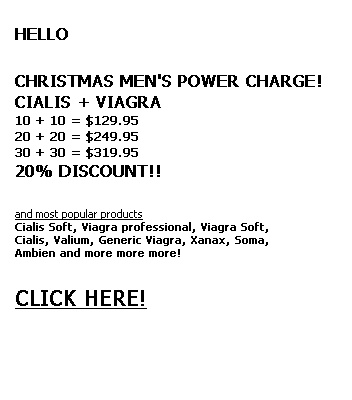 HELLO
CHRISTMAS MEN'S POWER CHARGE!
CIALIS + VIAGRA
10 + 10 = $129.95
20 + 20 = $249.95
30 + 30 = $319.95
20% DISCOUNT!!
and most popular products
Cialis Soft, Viagra professional, Viagra Soft,
Cialis, Valium, Generic Viagra, Xanax, Soma,
Ambien and more more more!
CLICK HERE!